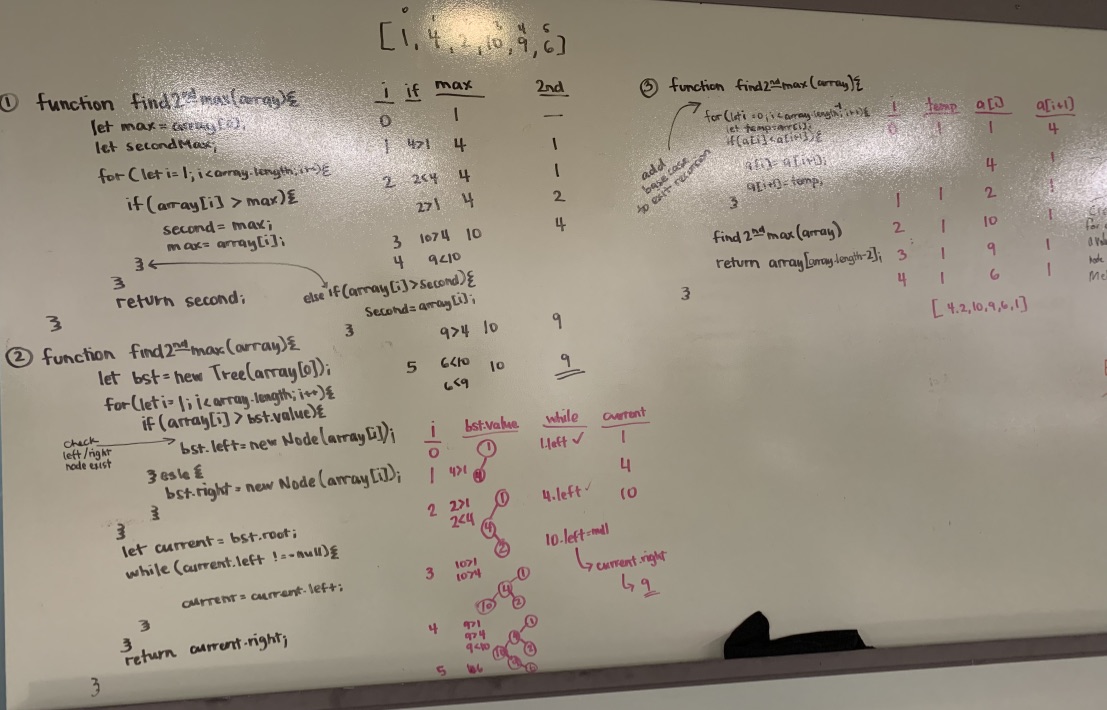 0 1 3 4 5
[1, 4, 2, 10, 9, 6]
① function find2nd max(array){
let max = array[0];
let secondMax;
for(let i=1; i<array.length; i++){
if(array[i] > max){
second = max;
max = array[i];
}
}
return second;
}
else if(array[i]>second){
second=array[i];
}
i if max 2nd
0 1 —
1 4>1 4 1
2 2<4 4 1
2>1 4 2
3 10>4 10 4
4 9<10
9>4 10 9
5 6<10 10 9
6<9
② function find2nd max(array){
let bst = new Tree(array[0]);
for(let i=1; i<array.length; i++){
if(array[i] > bst.value){
check
left/right
node exist
bst.left=new Node(array[i]);
}esle{
bst.right = new Node(array[i]);
}
}
let current = bst.root;
while (current.left !== null){
current = current.left;
}
}
return current.right;
}
i bst.value while current
0 1 1.left ✓ 1
1 4>1 4 4
2 2>1 1 4.left ✓ 10
2<4 4
2
10.left=null
current.right
9
3 10>1 1
10>4 4
10 2
4 9>1 1
9>4
9<10
5
③ function find2nd max(array){
for(let i=0; i<array.length-1; i++){
let temp=arr[i];
if(a[i]<a[i+1]){
a[i] = a[i+1];
a[i+1]=temp;
}
add
base case
to exit recursion
find2nd max(array)
return array[array.length-2];
}
i temp a[i] a[i+1]
0 1 1 4
4 1
1 1 2 1
2 1 10 1
3 1 9 1
4 1 6 1
[4,2,10,9,6,1]